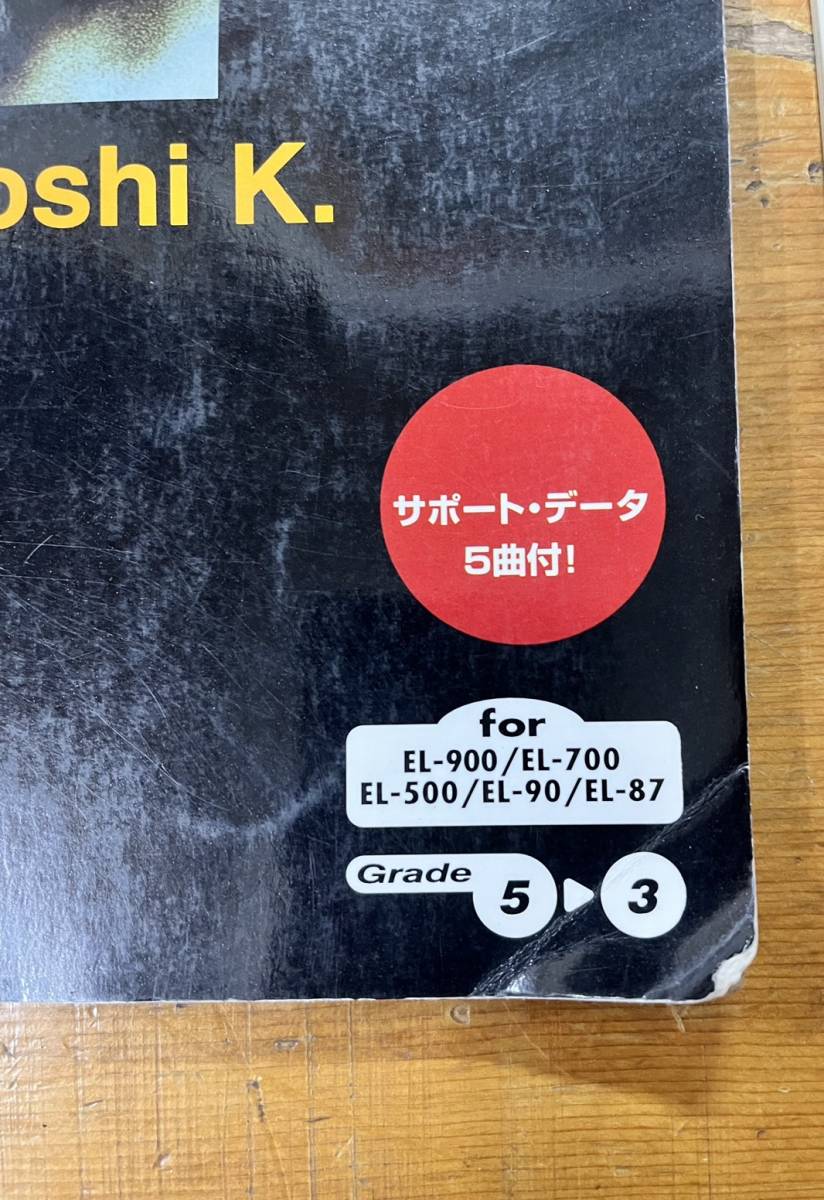 oshi K.
サポート・データ
5曲付!
for
EL-900/EL-700
EL-500/EL-90/EL-87
Grade 5 ▷ 3